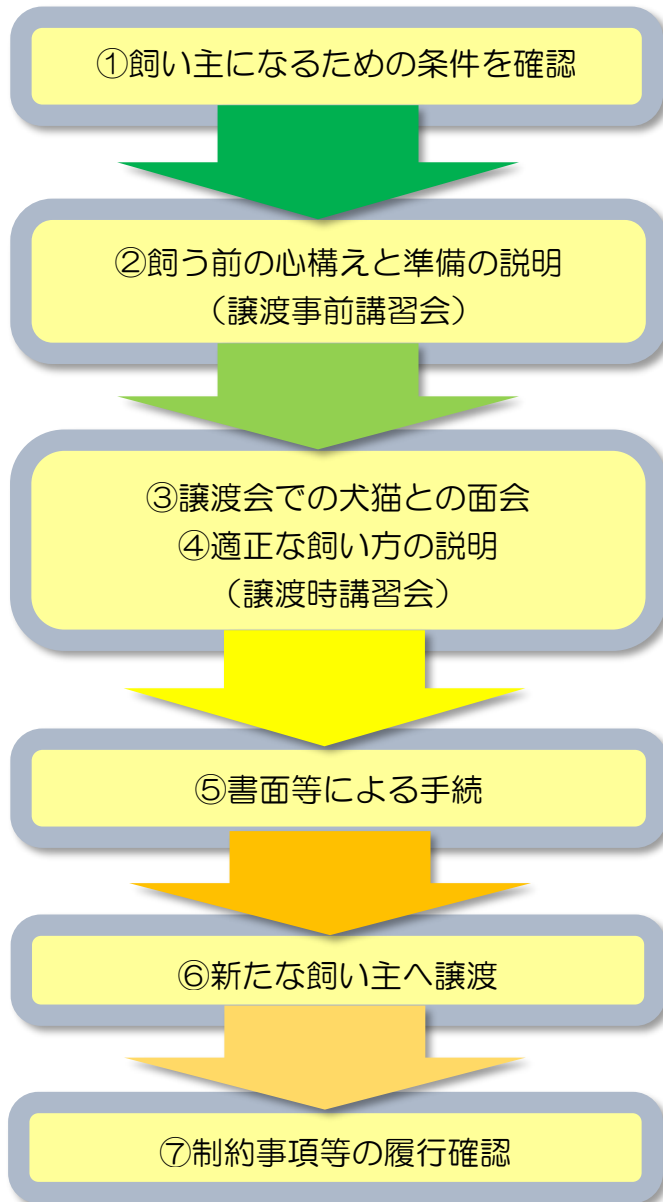 ①飼い主になるための条件を確認
②飼う前の心構えと準備の説明
（譲渡事前講習会）
③譲渡会での犬猫との面会
④適正な飼い方の説明
（譲渡時講習会）
⑤書面等による手続
⑥新たな飼い主へ譲渡
⑦制約事項等の履行確認